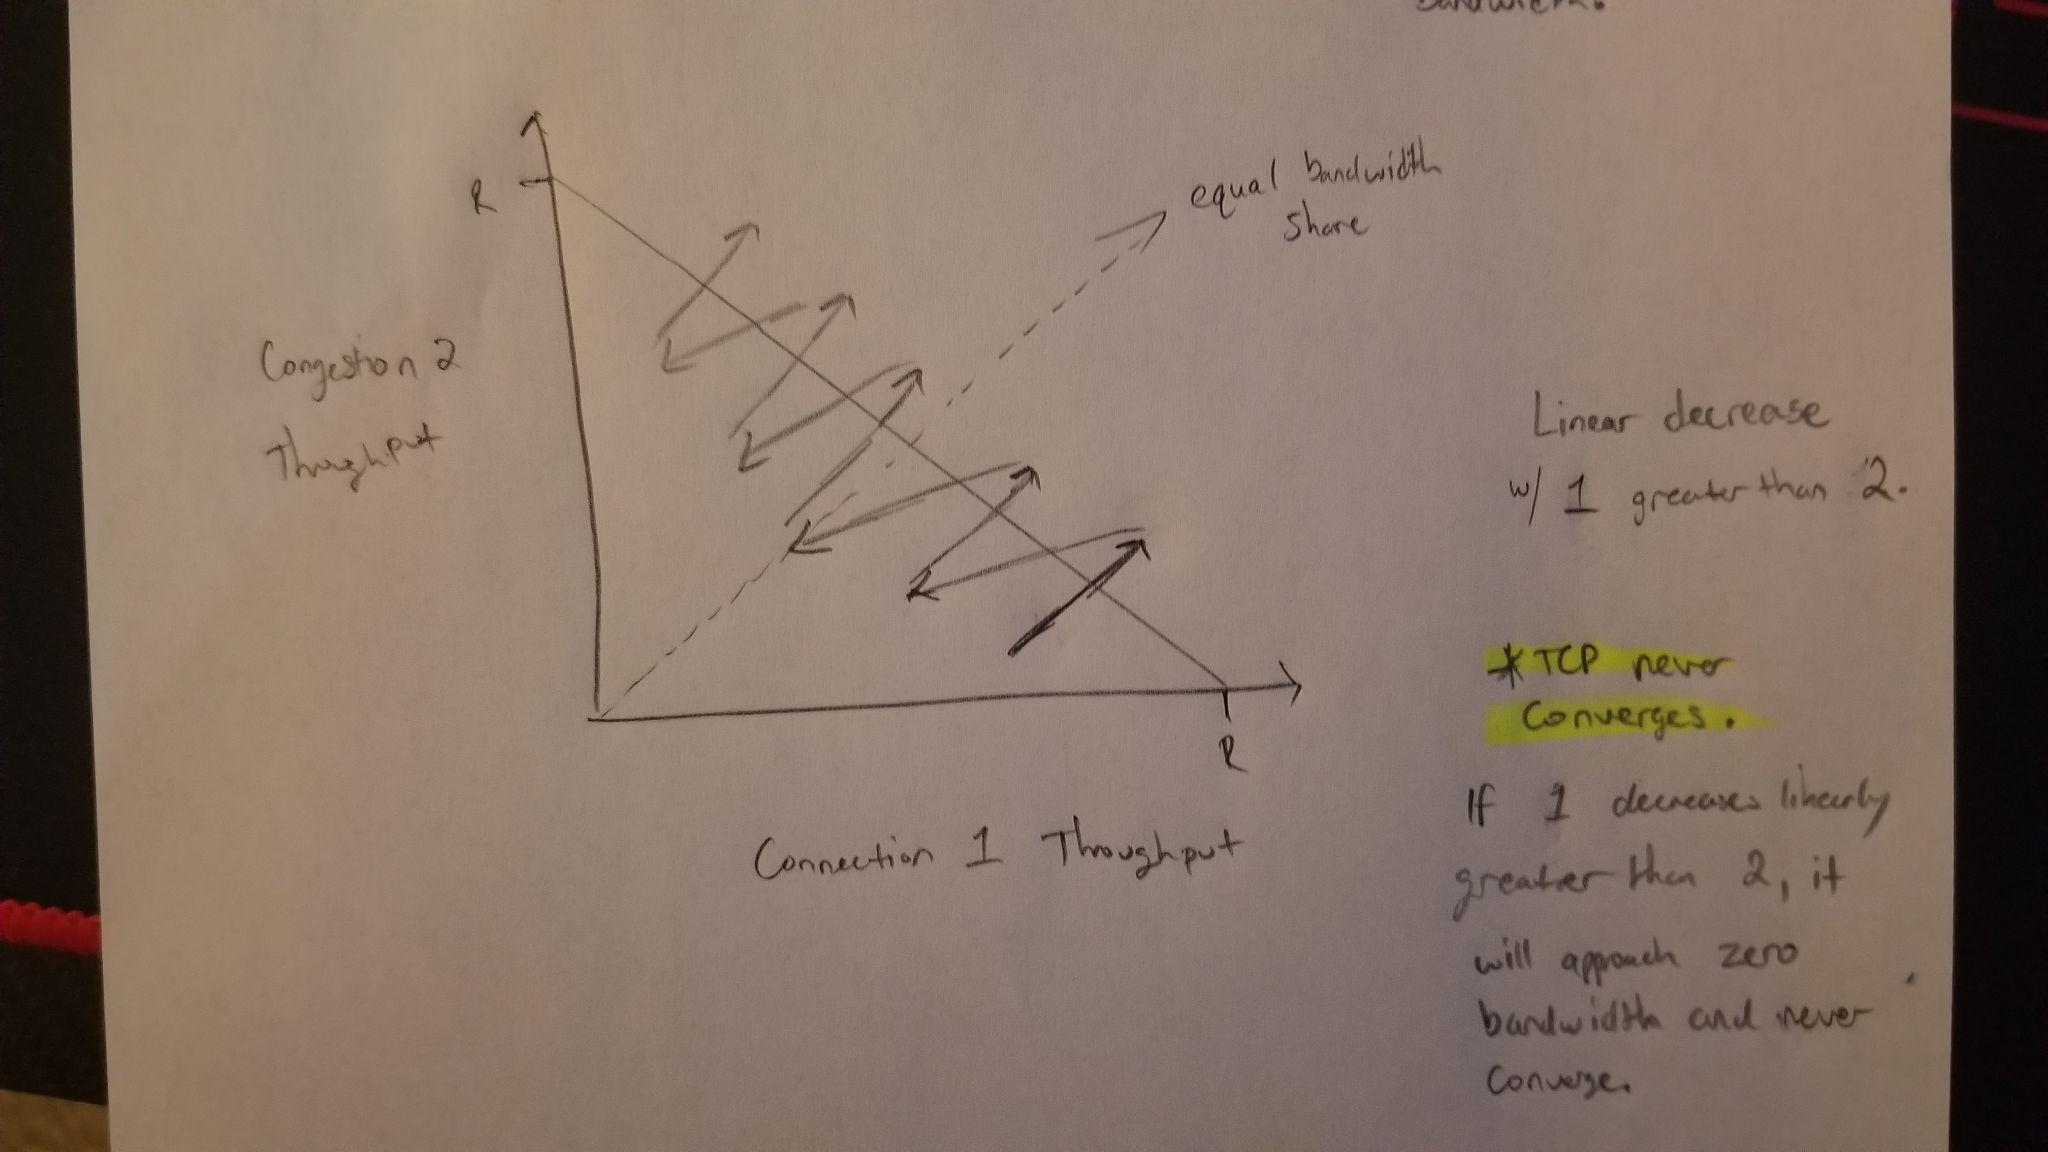 bandwidth.
R
equal bandwidth
share
Congestion 2
Throughput
Linear decrease
w/ 1 greater than 2.
* TCP never
Converges.
R
If 1 decreases linearly
greater than 2, it
will approach zero
bandwidth and never
Converge.
Connection 1 Throughput